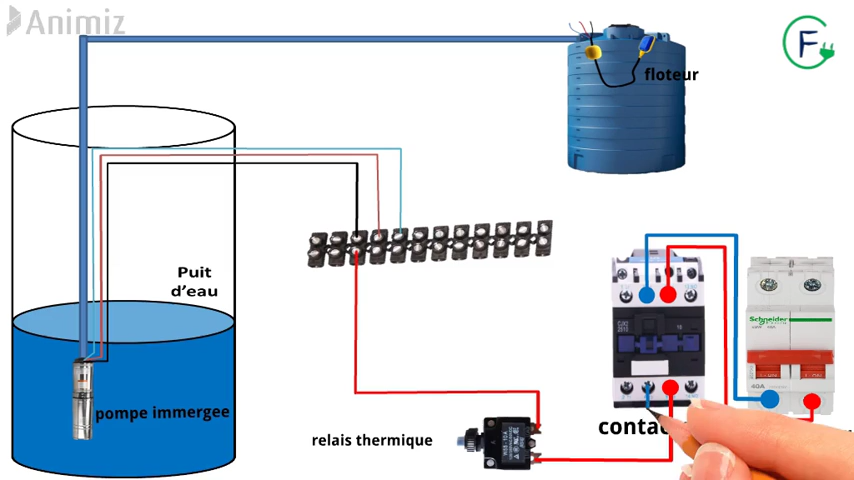 Animiz
F
floteur
Puit
d'eau
Schneider
40A
pompe immergee
relais thermique
contac